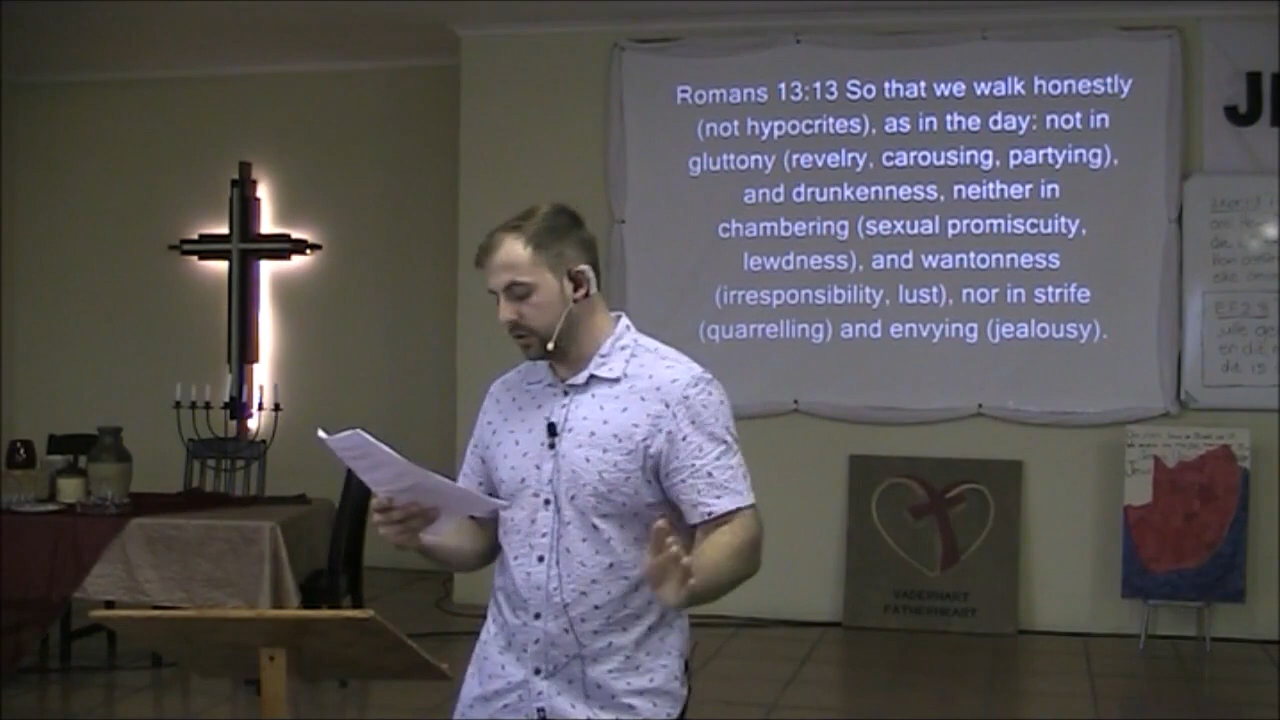 Romans 13:13 So that we walk honestly
(not hypocrites), as in the day: not in
gluttony (revelry, carousing, partying),
and drunkenness, neither in
chambering (sexual promiscuity,
lewdness), and wantonness
(irresponsibility, lust), nor in strife
(quarrelling) and envying (jealousy).
VADERHART
FATHERHEART